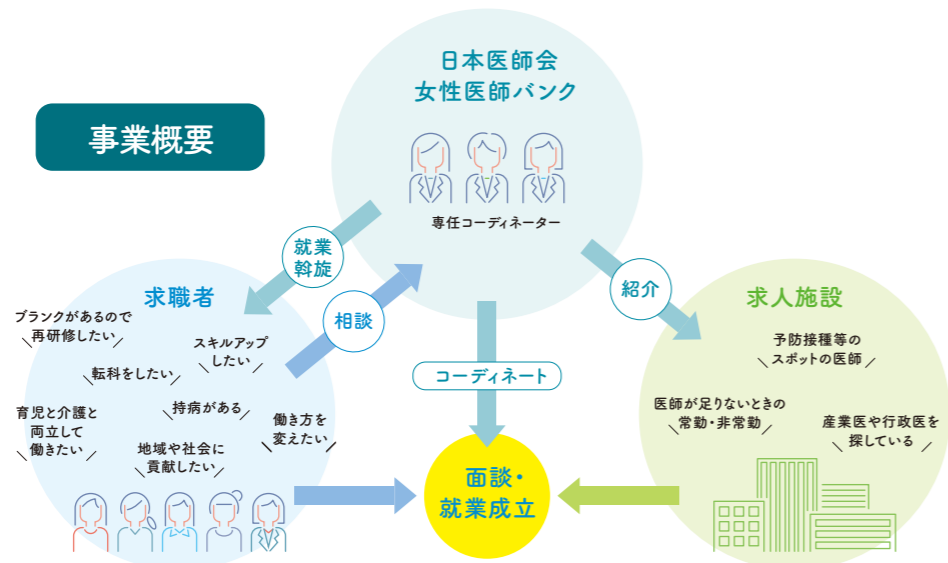 事業概要
日本医師会
女性医師バンク
専任コーディネーター
就業
斡旋
相談
紹介
コーディネート
求職者
ブランクがあるので
再研修したい
スキルアップ
したい
転科をしたい
持病がある
育児と介護と
両立して
働きたい
働き方を
変えたい
地域や社会に
貢献したい
求人施設
予防接種等の
スポットの医師
医師が足りないときの
常勤・非常勤
産業医や行政医を
探している
面談・
就業成立